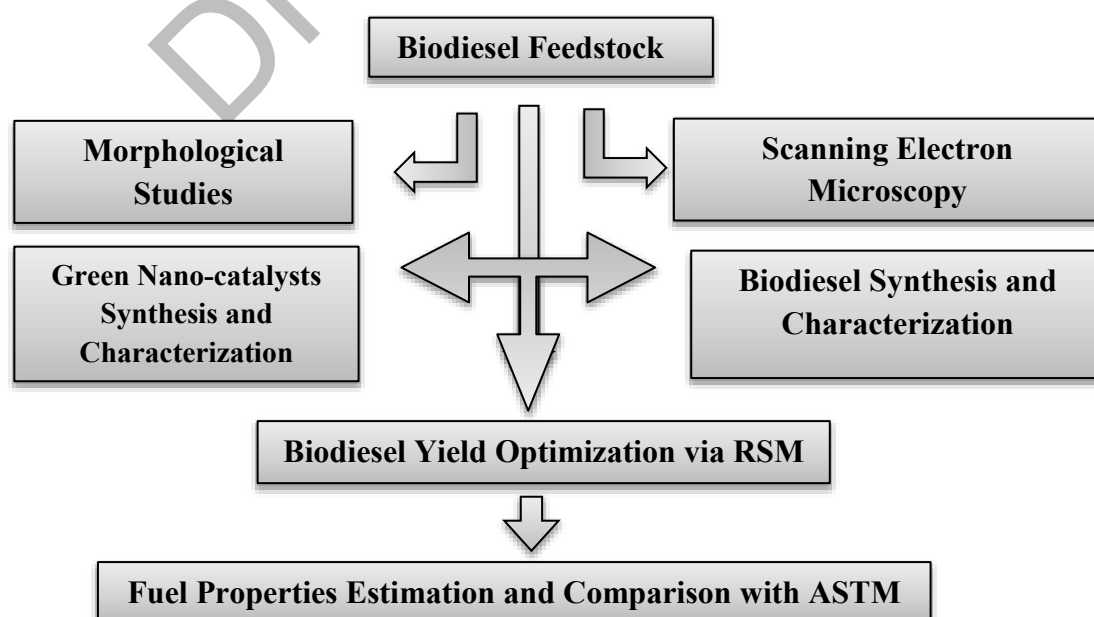 Biodiesel Feedstock
Morphological
Studies
Scanning Electron
Microscopy
Green Nano-catalysts
Synthesis and
Characterization
Biodiesel Synthesis and
Characterization
Biodiesel Yield Optimization via RSM
Fuel Properties Estimation and Comparison with ASTM